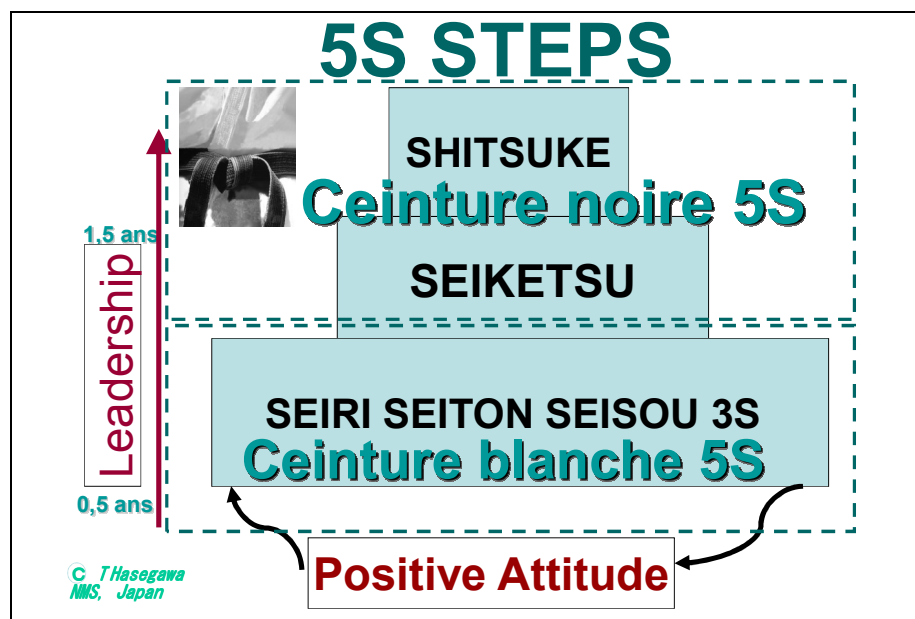 5S STEPS
SHITSUKE
Ceinture noire 5S
1,5 ans
SEIKETSU
Leadership
SEIRI SEITON SEISOU 3S
Ceinture blanche 5S
0,5 ans
Positive Attitude
© THasegawa
NMS, Japan